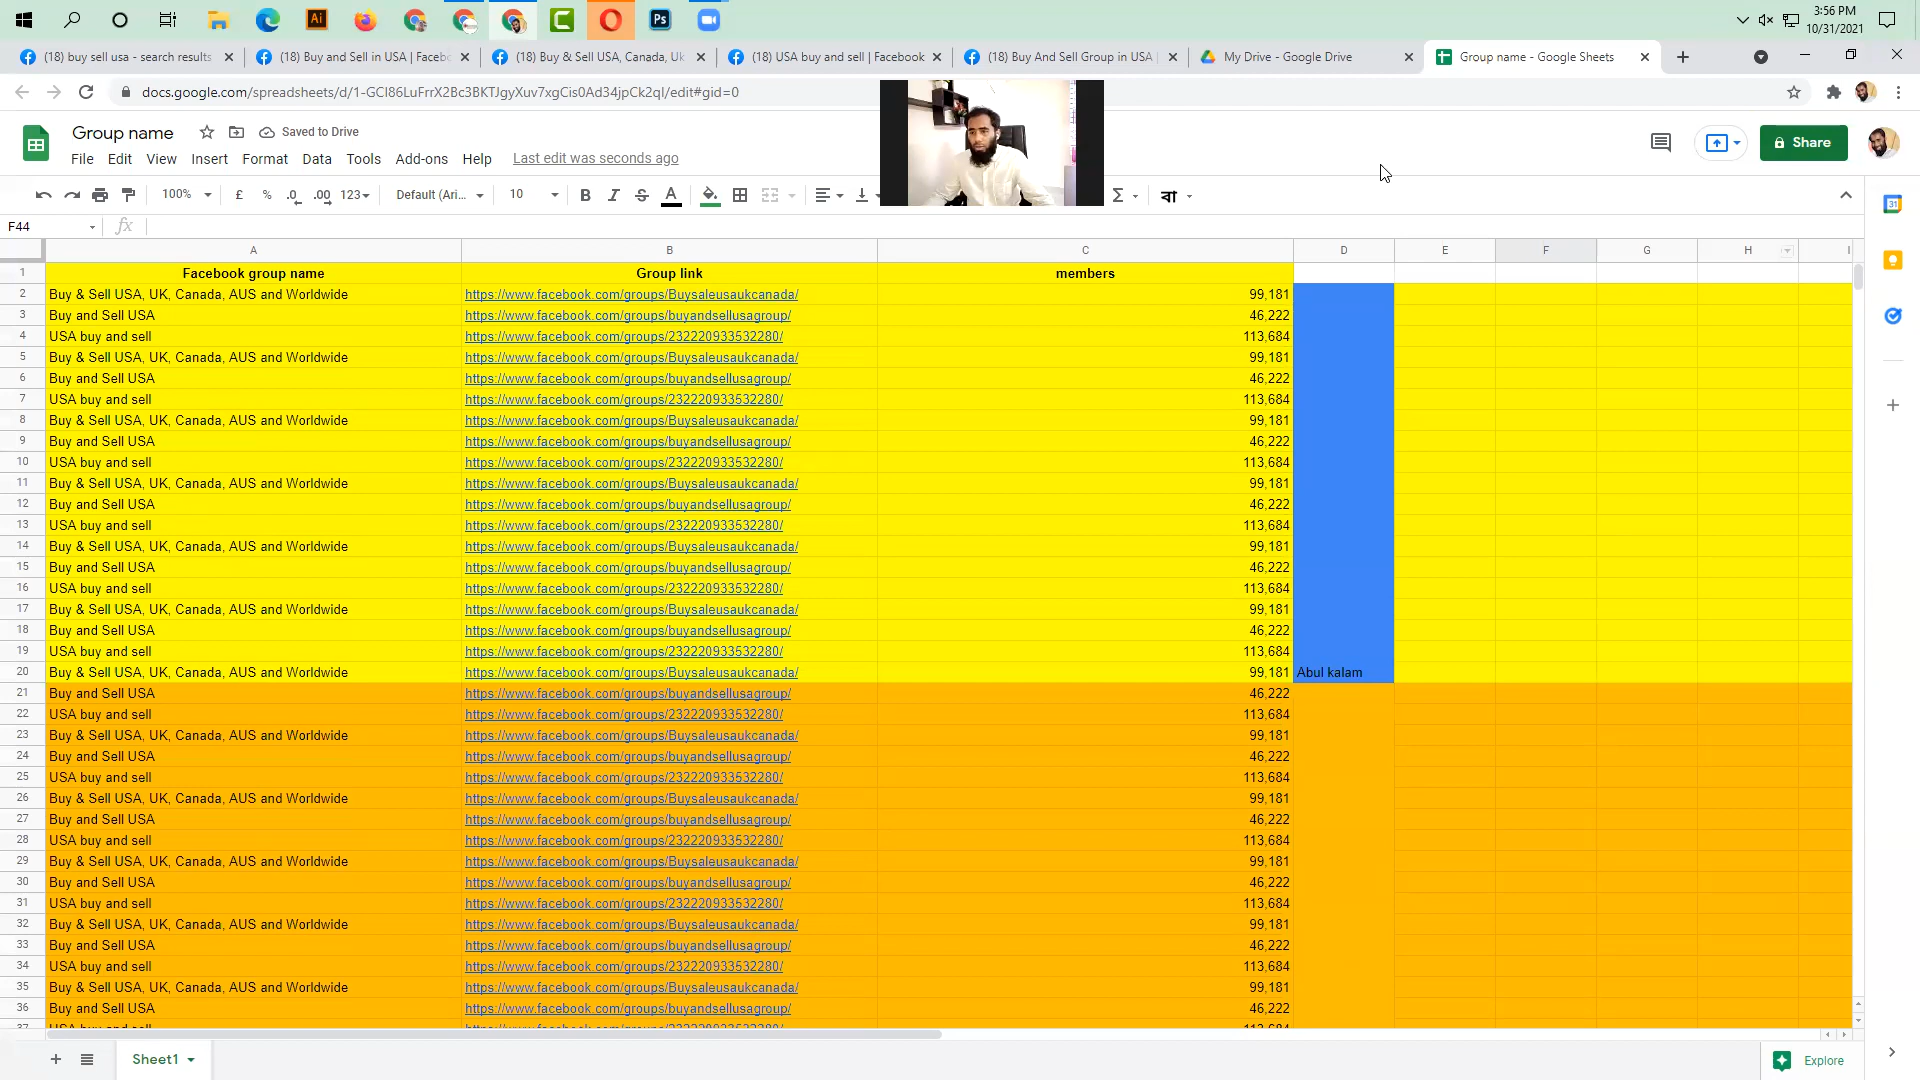 3:56 PM
10/31/2021
(18) buy sell usa - search results
(18) Buy and Sell in USA | Faceb
(18) Buy & Sell USA, Canada, Uk
(18) USA buy and sell | Facebook
(18) Buy And Sell Group in USA |
My Drive - Google Drive
Group name - Google Sheets
docs.google.com/spreadsheets/d/1-GCI86LuFrrX2Bc3BKTJgyXuv7xgCis0Ad34jpCk2qI/edit#gid=0
Group name
Saved to Drive
File Edit View Insert Format Data Tools Add-ons Help Last edit was seconds ago
Share
100% £ % .0 .00 123 Default (Ari... 10 B I S A Σ বা
F44 fx
A B C D E F G H I
1 Facebook group name Group link members
2 Buy & Sell USA, UK, Canada, AUS and Worldwide https://www.facebook.com/groups/Buysaleusaukcanada/ 99,181
3 Buy and Sell USA https://www.facebook.com/groups/buyandsellusagroup/ 46,222
4 USA buy and sell https://www.facebook.com/groups/232220933532280/ 113,684
5 Buy & Sell USA, UK, Canada, AUS and Worldwide https://www.facebook.com/groups/Buysaleusaukcanada/ 99,181
6 Buy and Sell USA https://www.facebook.com/groups/buyandsellusagroup/ 46,222
7 USA buy and sell https://www.facebook.com/groups/232220933532280/ 113,684
8 Buy & Sell USA, UK, Canada, AUS and Worldwide https://www.facebook.com/groups/Buysaleusaukcanada/ 99,181
9 Buy and Sell USA https://www.facebook.com/groups/buyandsellusagroup/ 46,222
10 USA buy and sell https://www.facebook.com/groups/232220933532280/ 113,684
11 Buy & Sell USA, UK, Canada, AUS and Worldwide https://www.facebook.com/groups/Buysaleusaukcanada/ 99,181
12 Buy and Sell USA https://www.facebook.com/groups/buyandsellusagroup/ 46,222
13 USA buy and sell https://www.facebook.com/groups/232220933532280/ 113,684
14 Buy & Sell USA, UK, Canada, AUS and Worldwide https://www.facebook.com/groups/Buysaleusaukcanada/ 99,181
15 Buy and Sell USA https://www.facebook.com/groups/buyandsellusagroup/ 46,222
16 USA buy and sell https://www.facebook.com/groups/232220933532280/ 113,684
17 Buy & Sell USA, UK, Canada, AUS and Worldwide https://www.facebook.com/groups/Buysaleusaukcanada/ 99,181
18 Buy and Sell USA https://www.facebook.com/groups/buyandsellusagroup/ 46,222
19 USA buy and sell https://www.facebook.com/groups/232220933532280/ 113,684
20 Buy & Sell USA, UK, Canada, AUS and Worldwide https://www.facebook.com/groups/Buysaleusaukcanada/ 99,181 Abul kalam
21 Buy and Sell USA https://www.facebook.com/groups/buyandsellusagroup/ 46,222
22 USA buy and sell https://www.facebook.com/groups/232220933532280/ 113,684
23 Buy & Sell USA, UK, Canada, AUS and Worldwide https://www.facebook.com/groups/Buysaleusaukcanada/ 99,181
24 Buy and Sell USA https://www.facebook.com/groups/buyandsellusagroup/ 46,222
25 USA buy and sell https://www.facebook.com/groups/232220933532280/ 113,684
26 Buy & Sell USA, UK, Canada, AUS and Worldwide https://www.facebook.com/groups/Buysaleusaukcanada/ 99,181
27 Buy and Sell USA https://www.facebook.com/groups/buyandsellusagroup/ 46,222
28 USA buy and sell https://www.facebook.com/groups/232220933532280/ 113,684
29 Buy & Sell USA, UK, Canada, AUS and Worldwide https://www.facebook.com/groups/Buysaleusaukcanada/ 99,181
30 Buy and Sell USA https://www.facebook.com/groups/buyandsellusagroup/ 46,222
31 USA buy and sell https://www.facebook.com/groups/232220933532280/ 113,684
32 Buy & Sell USA, UK, Canada, AUS and Worldwide https://www.facebook.com/groups/Buysaleusaukcanada/ 99,181
33 Buy and Sell USA https://www.facebook.com/groups/buyandsellusagroup/ 46,222
34 USA buy and sell https://www.facebook.com/groups/232220933532280/ 113,684
35 Buy & Sell USA, UK, Canada, AUS and Worldwide https://www.facebook.com/groups/Buysaleusaukcanada/ 99,181
36 Buy and Sell USA https://www.facebook.com/groups/buyandsellusagroup/ 46,222
Sheet1
Explore